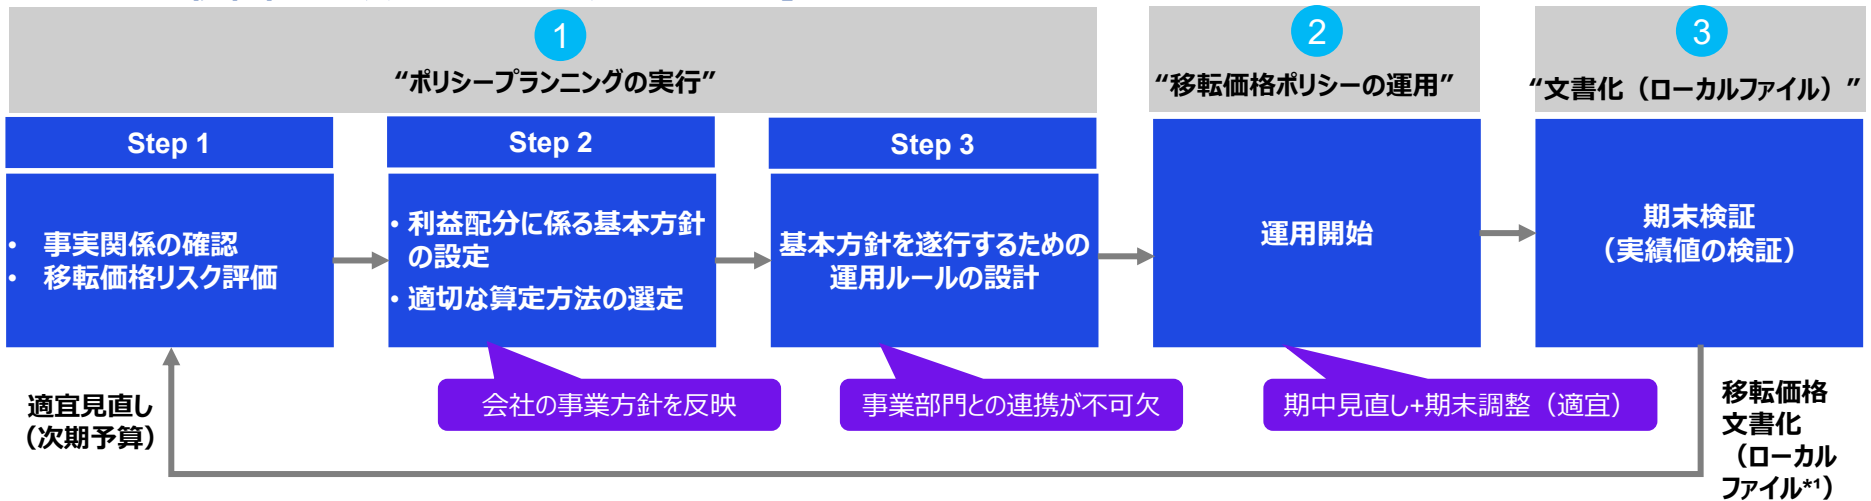 1
“ポリシープランニングの実行”
2
“移転価格ポリシーの運用”
3
“文書化（ローカルファイル）”
Step 1
・ 事実関係の確認
・ 移転価格リスク評価
Step 2
・利益配分に係る基本方針
の設定
・適切な算定方法の選定
Step 3
基本方針を遂行するための
運用ルールの設計
運用開始
期末検証
（実績値の検証）
会社の事業方針を反映
事業部門との連携が不可欠
期中見直し+期末調整（適宜）
適宜見直し
（次期予算）
移転価格
文書化
（ローカル
ファイル*¹）